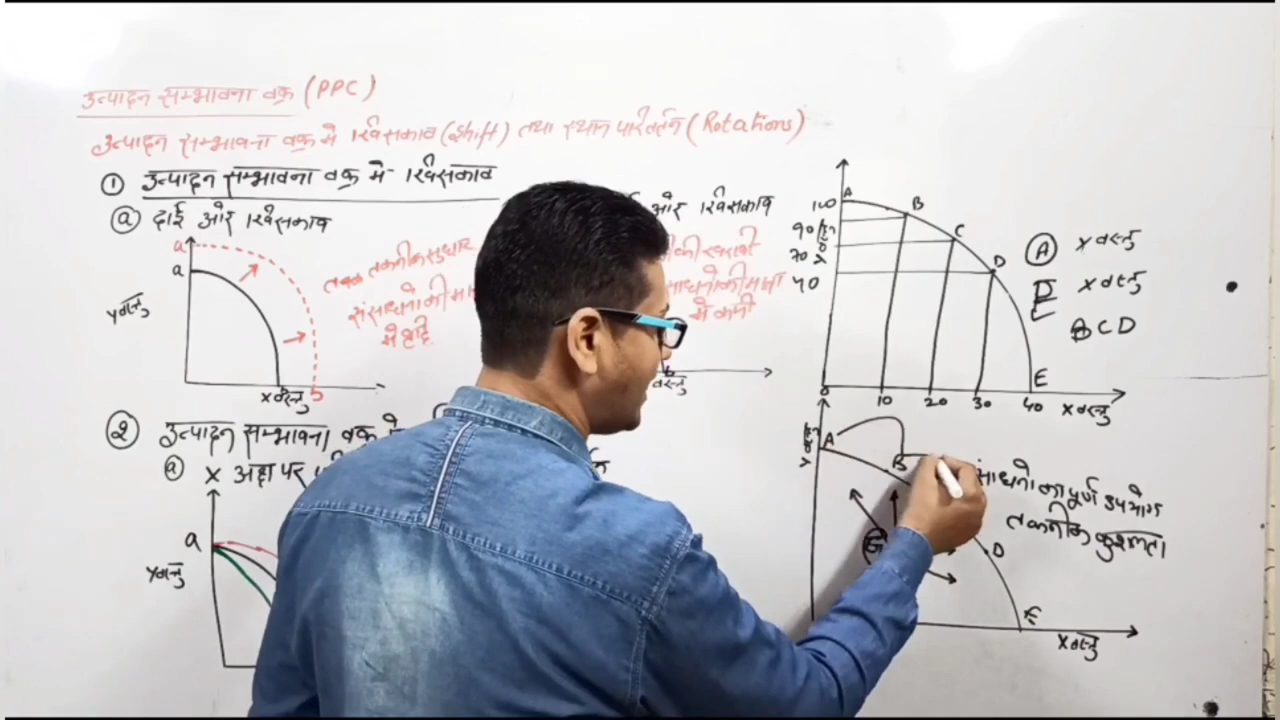 उत्पादन सम्भावना वक्र (PPC)
उत्पादन सम्भावना वक्र में खिसकाव (Shift) तथा स्थान परिवर्तन (Rotations)
① उत्पादन सम्भावना वक्र में खिसकाव
ⓐ दाई ओर खिसकाव
ओर खिसकाव
a
a
तकनीक सुधार
संसाधनो की
में वृद्धि
की खराबी
साधनो की मात्रा
में कमी
Y वस्तु
X वस्तु
b
b
वस्तु
② उत्पादन सम्भावना वक्र
ⓐ X अक्ष पर
a
Y वस्तु
100
90
70
40
A
B
C
D
E
0
10 20 30 40 X वस्तु
Ⓐ X वस्तु
E X वस्तु
B C D
Y वस्तु
A
B
D
E
साधनो का पूर्ण उपयोग
तकनीक कुशलता
X वस्तु